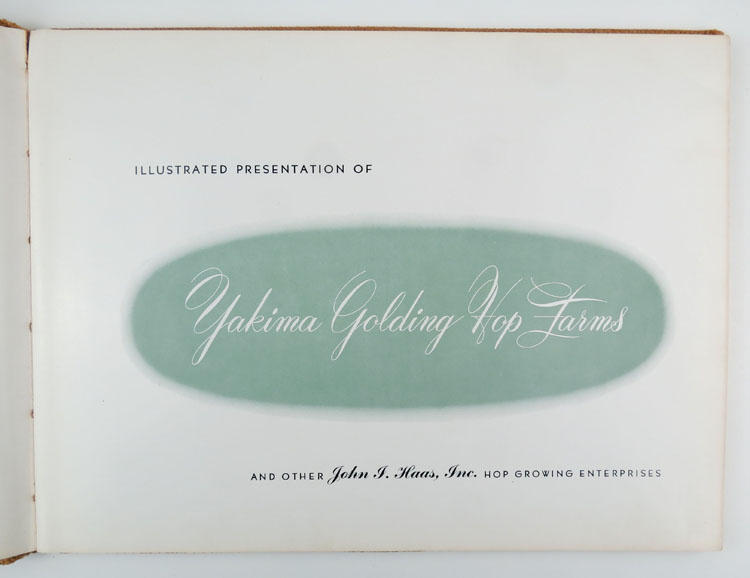 ILLUSTRATED PRESENTATION OF
Yakima Golding Hop Farms
AND OTHER John I. Haas, Inc. HOP GROWING ENTERPRISES